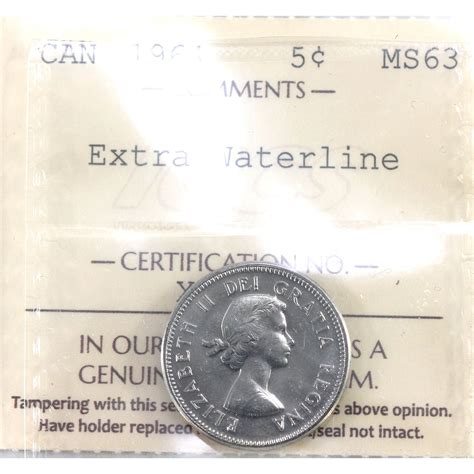 CAN 5¢ MS63
— COMMENTS —
Extra Waterline
— CERTIFICATION NO. —
IN OUR S A
GENUIN M.
Tampering with this se s above opinion.
Have holder replaced /seal not intact.
ELIZABETH II DEI GRATIA REGINA